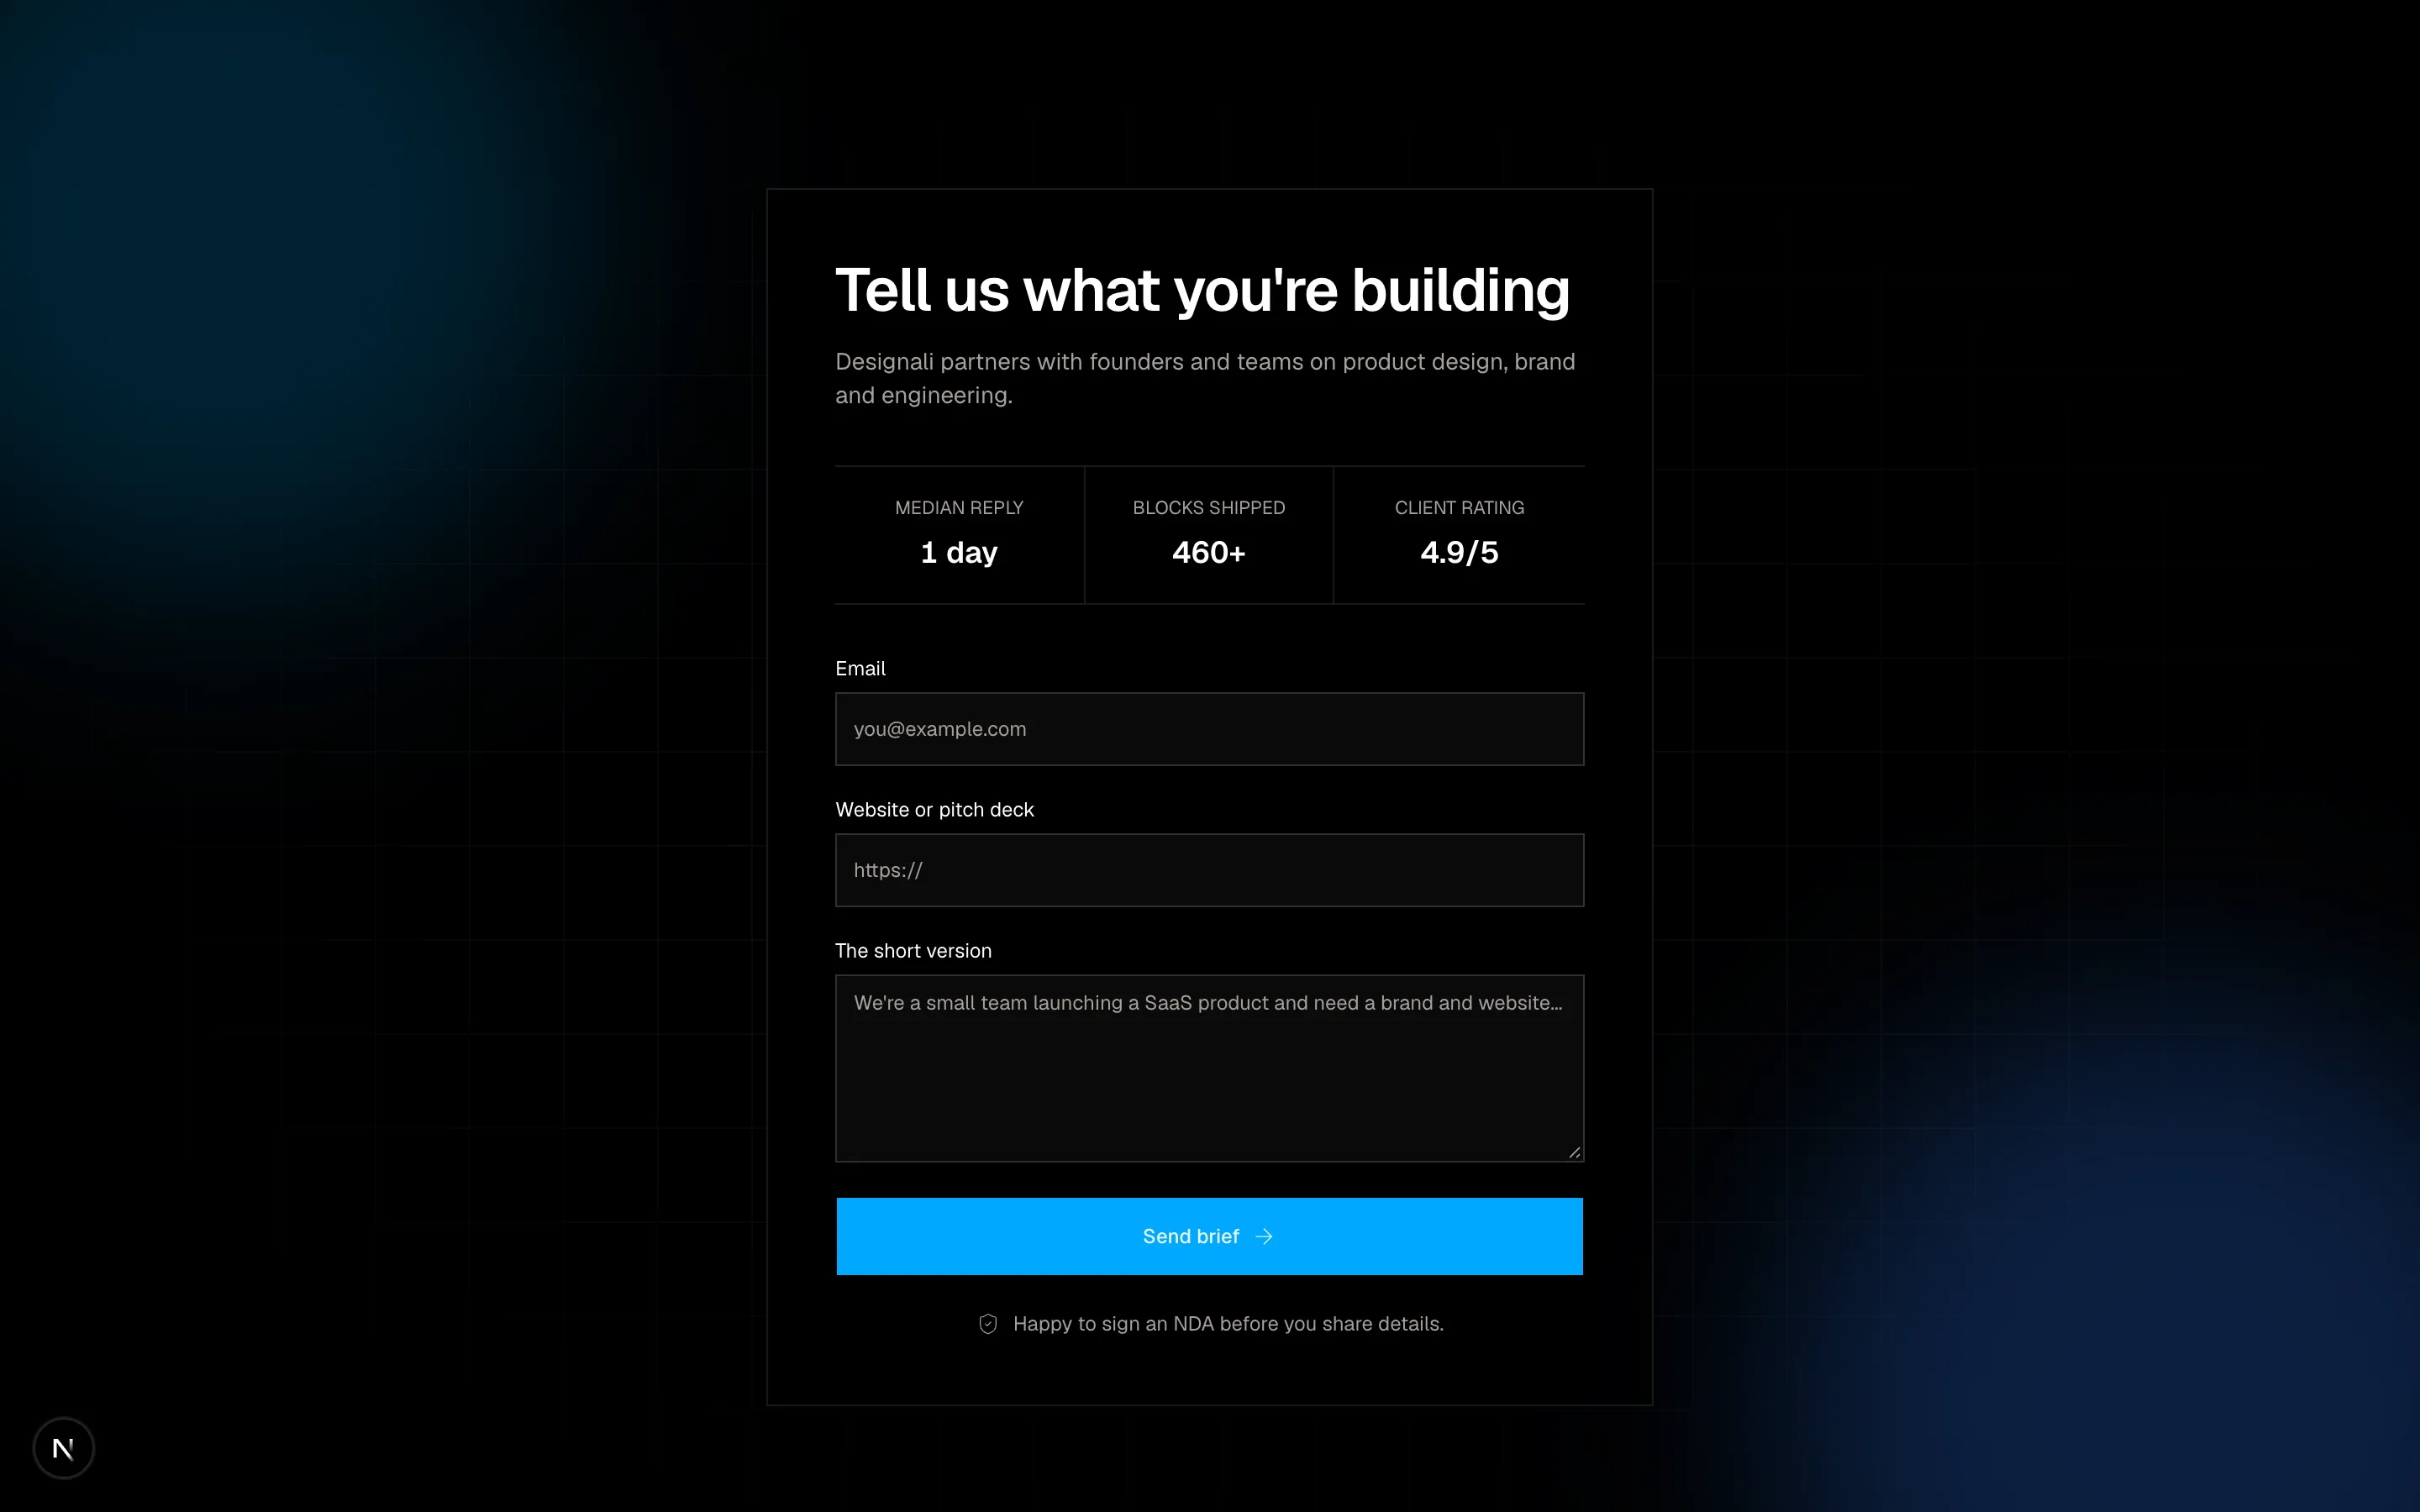 Tell us what you're building
Designali partners with founders and teams on product design, brand
and engineering.
MEDIAN REPLY
1 day
BLOCKS SHIPPED
460+
CLIENT RATING
4.9/5
Email
you@example.com
Website or pitch deck
https://
The short version
We're a small team launching a SaaS product and need a brand and website...
Send brief
Happy to sign an NDA before you share details.
N